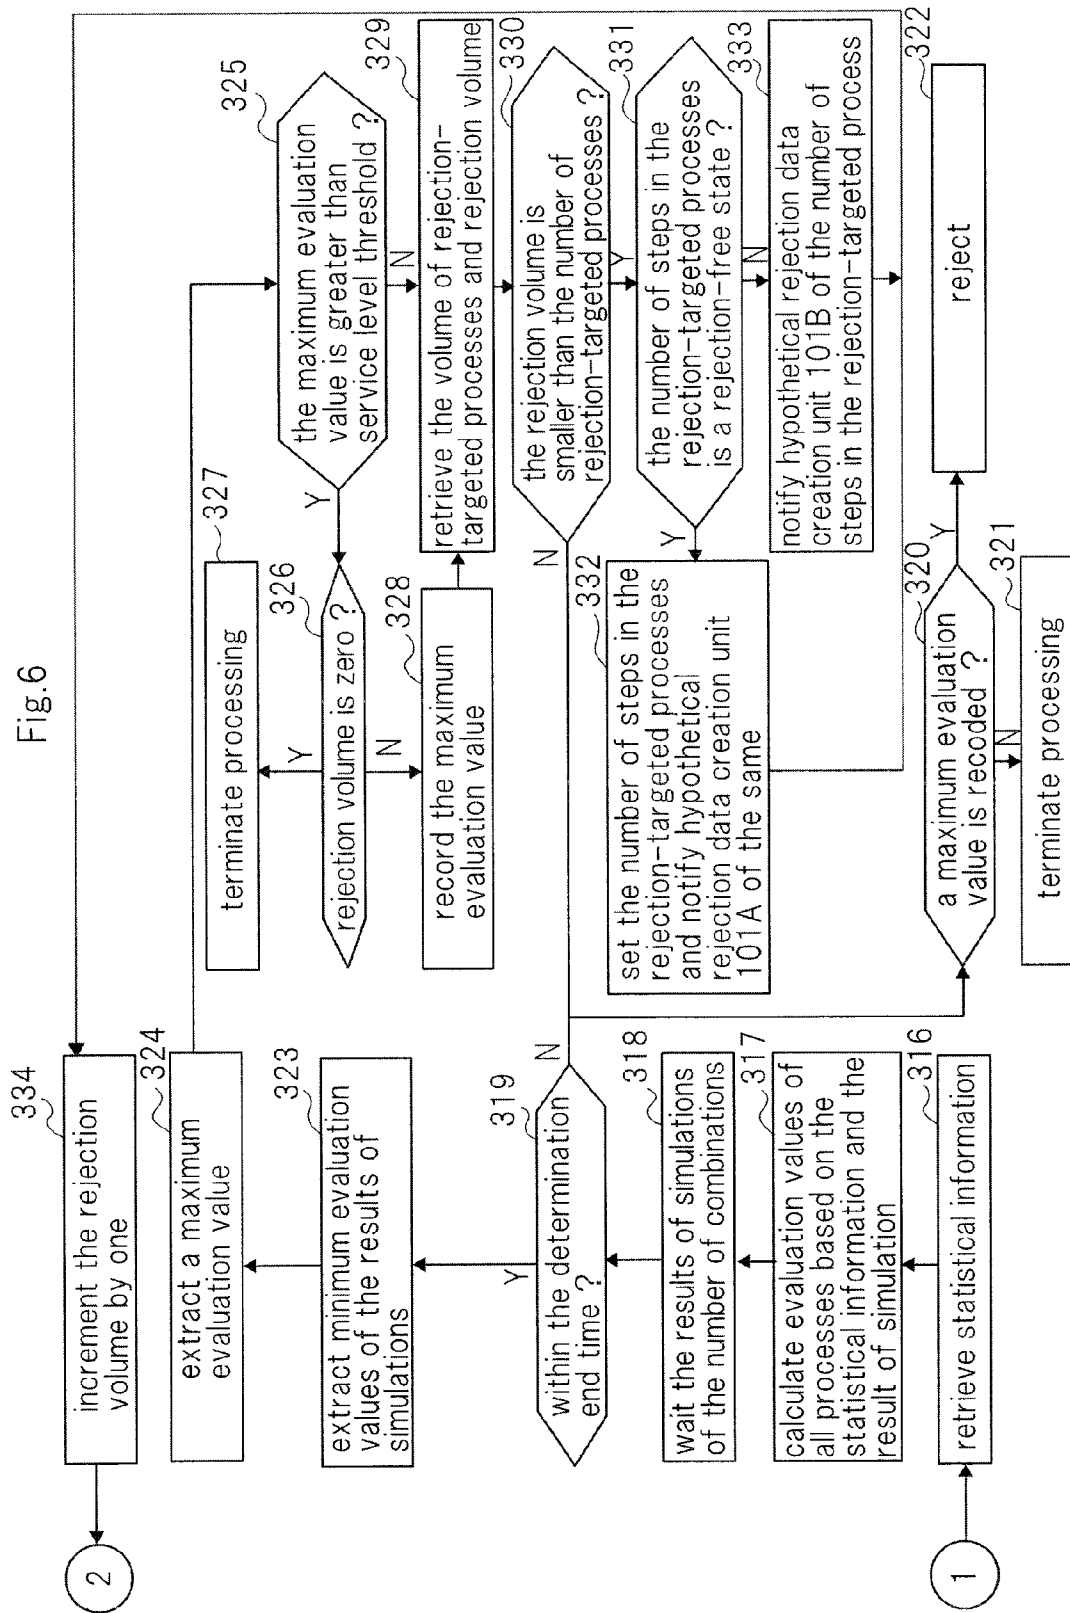 Fig.6
2
334
increment the rejection
volume by one
324
extract a maximum
evaluation value
323
extract minimum evaluation
values of the results of
simulations
Y
319
within the determination
end time ?
N
318
wait the results of simulations
of the number of combinations
317
calculate evaluation values of
all processes based on the
statistical information and the
result of simulation
316
retrieve statistical information
1
327
terminate processing
Y
326
rejection volume is zero ?
N
328
record the maximum
evaluation value
325
the maximum evaluation
value is greater than
service level threshold ?
Y
N
329
retrieve the volume of rejection-
targeted processes and rejection volume
330
the rejection volume is
smaller than the number of
rejection-targeted processes ?
N
Y
331
the number of steps in the
rejection-targeted processes
is a rejection-free state ?
Y
N
332
set the number of steps in the
rejection-targeted processes
and notify hypothetical
rejection data creation unit
101A of the same
333
notify hypothetical rejection data
creation unit 101B of the number of
steps in the rejection-targeted process
320
a maximum evaluation
value is recoded ?
Y
N
322
reject
321
terminate processing